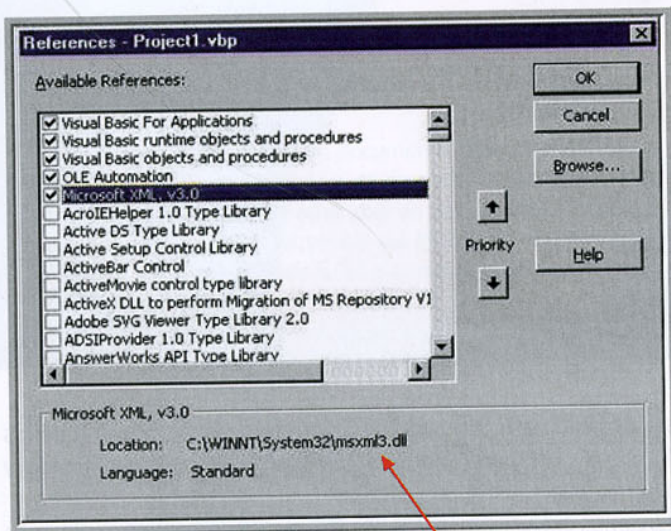 References - Project1.vbp
Available References:
Visual Basic For Applications
Visual Basic runtime objects and procedures
Visual Basic objects and procedures
OLE Automation
Microsoft XML, v3.0
AcroIEHelper 1.0 Type Library
Active DS Type Library
Active Setup Control Library
ActiveBar Control
ActiveMovie control type library
ActiveX DLL to perform Migration of MS Repository V1
Adobe SVG Viewer Type Library 2.0
ADSIProvider 1.0 Type Library
AnswerWorks API Type Library
OK
Cancel
Browse...
Priority
Help
Microsoft XML, v3.0
Location: C:\WINNT\System32\msxml3.dll
Language: Standard